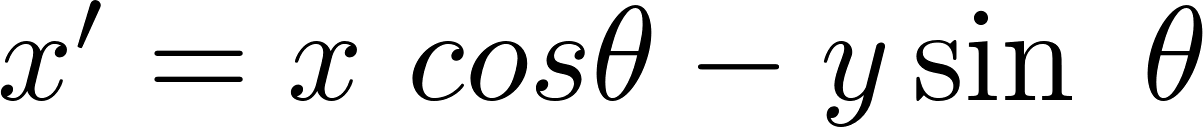 x′ = x cosθ − y sin θ